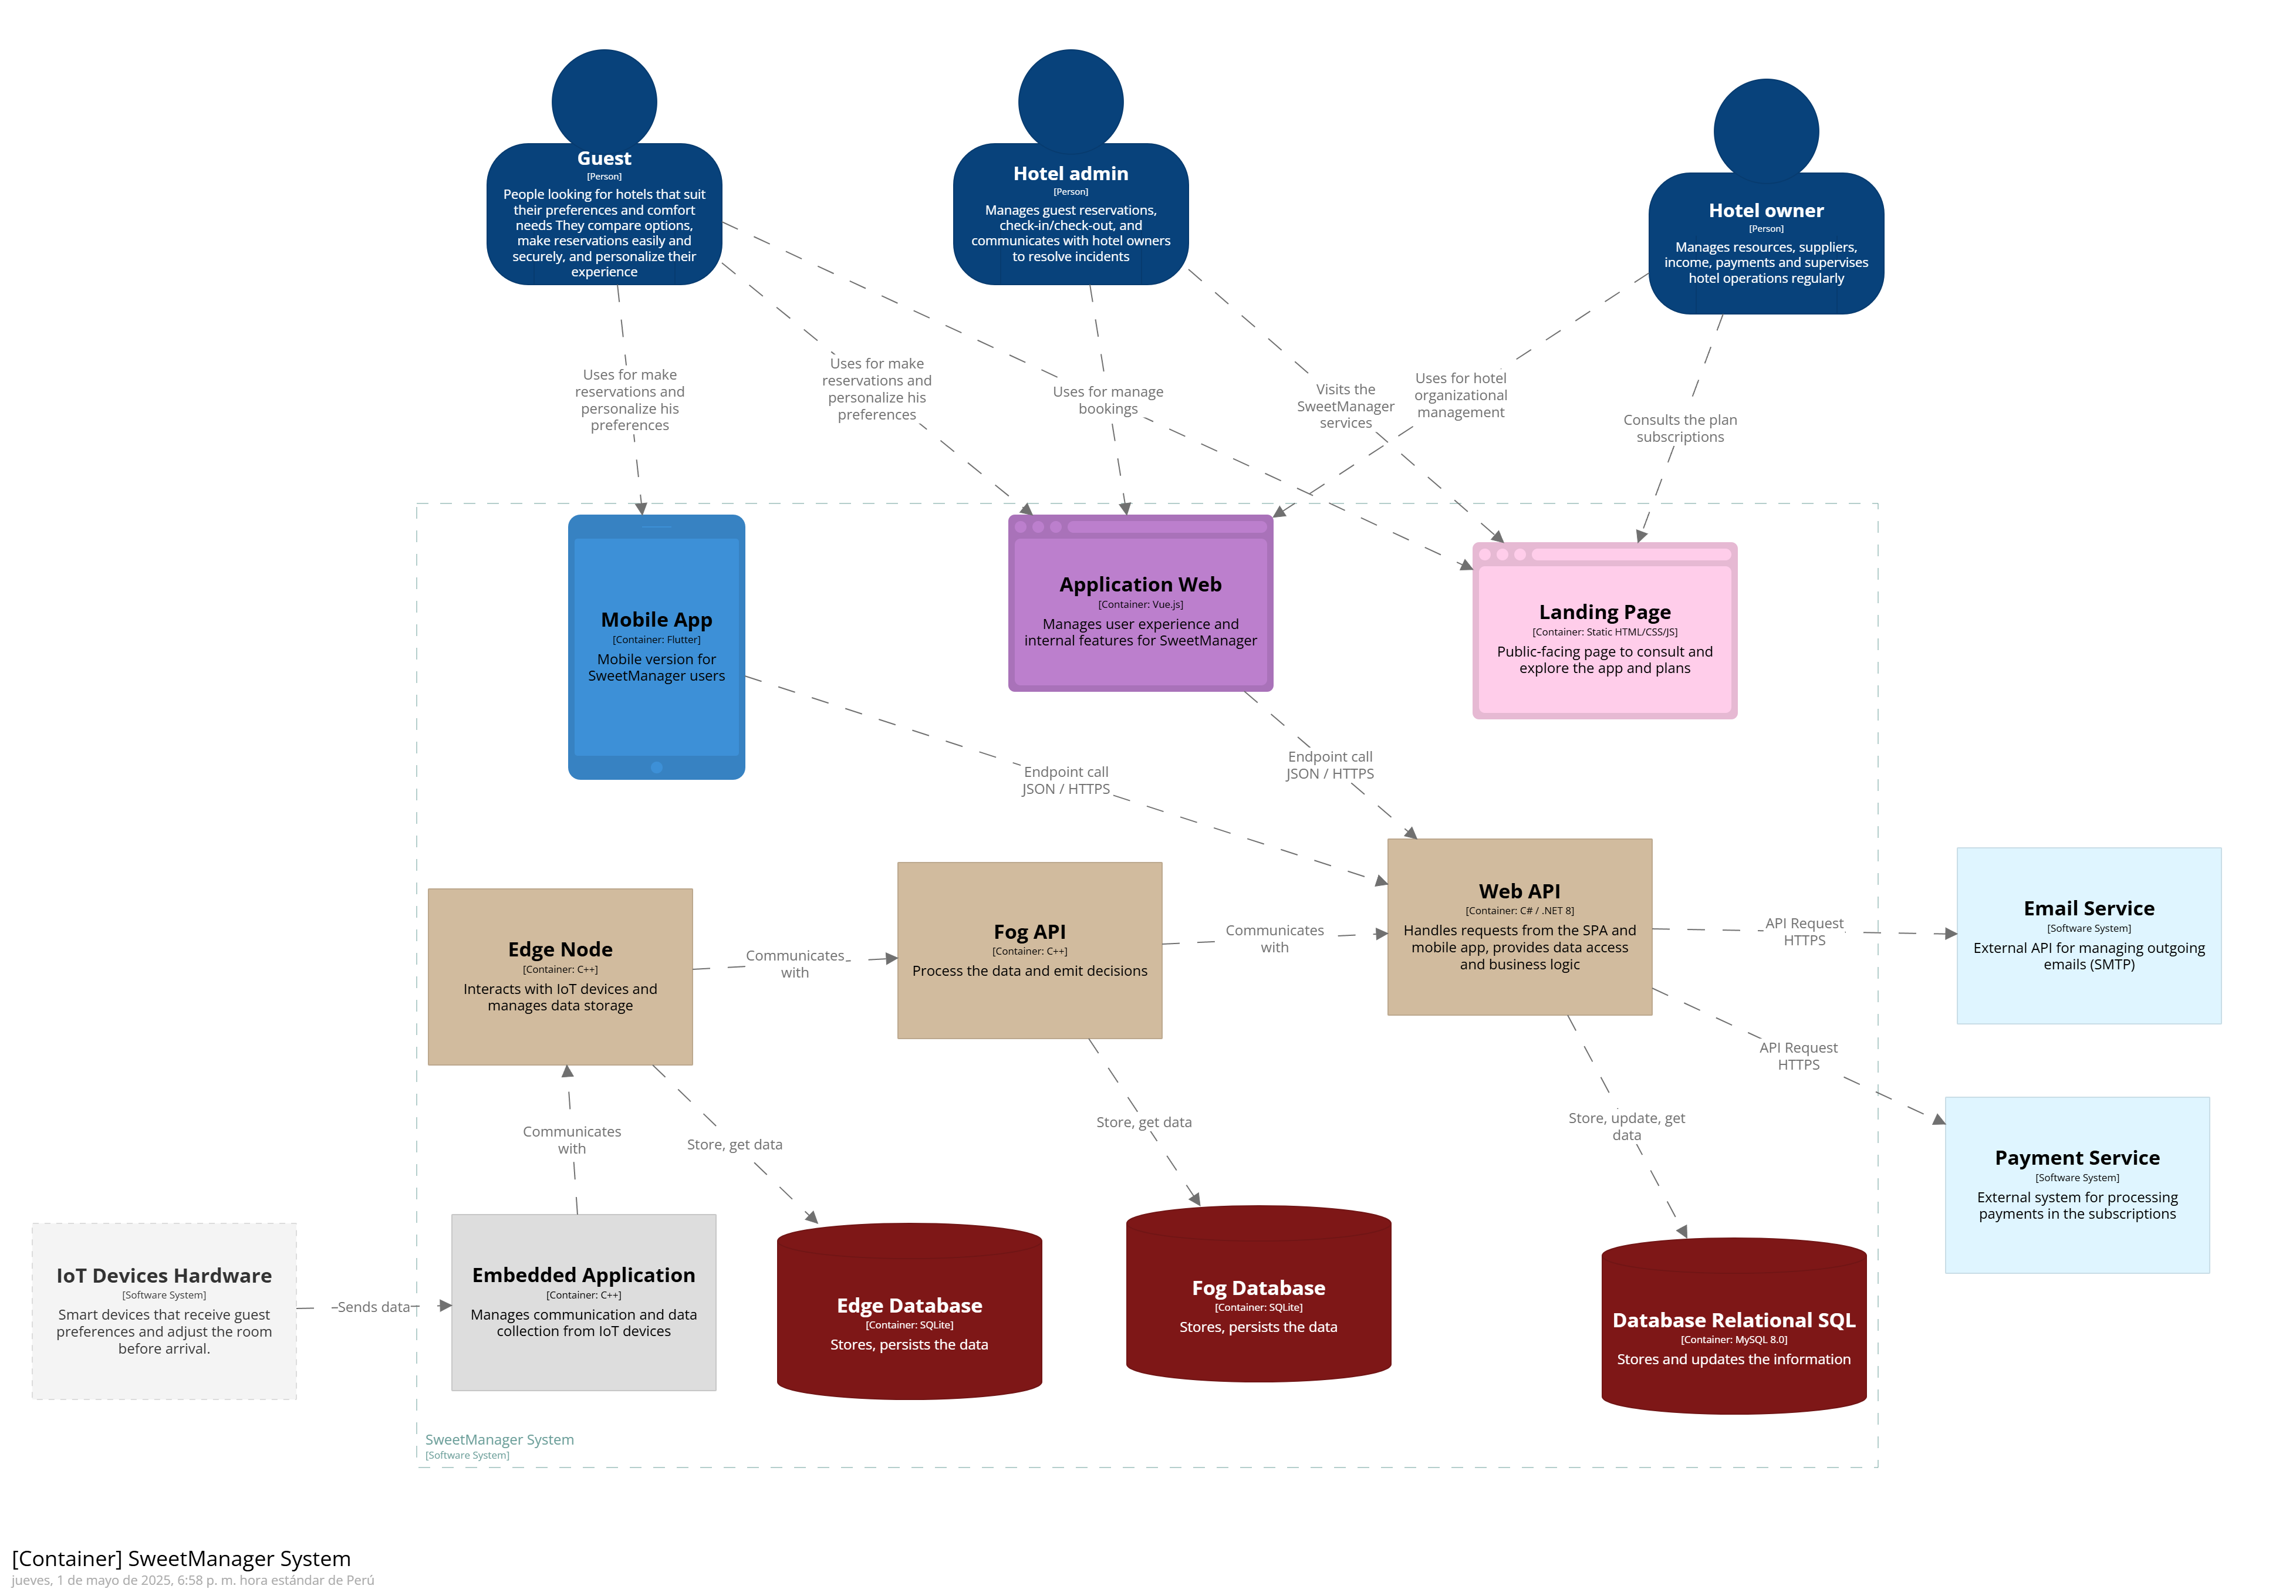 Guest
[Person]
People looking for hotels that suit
their preferences and comfort
needs They compare options,
make reservations easily and
securely, and personalize their
experience
Hotel admin
[Person]
Manages guest reservations,
check-in/check-out, and
communicates with hotel owners
to resolve incidents
Hotel owner
[Person]
Manages resources, suppliers,
income, payments and supervises
hotel operations regularly
Uses for make
reservations and
personalize his
preferences
Uses for make
reservations and
personalize his
preferences
Uses for manage
bookings
Visits the
SweetManager
services
Uses for hotel
organizational
management
Consults the plan
subscriptions
Mobile App
[Container: Flutter]
Mobile version for
SweetManager users
Application Web
[Container: Vue.js]
Manages user experience and
internal features for SweetManager
Landing Page
[Container: Static HTML/CSS/JS]
Public-facing page to consult and
explore the app and plans
Endpoint call
JSON / HTTPS
Endpoint call
JSON / HTTPS
Edge Node
[Container: C++]
Interacts with IoT devices and
manages data storage
Communicates
with
Fog API
[Container: C++]
Process the data and emit decisions
Communicates
with
Web API
[Container: C# / .NET 8]
Handles requests from the SPA and
mobile app, provides data access
and business logic
API Request
HTTPS
Email Service
[Software System]
External API for managing outgoing
emails (SMTP)
API Request
HTTPS
Payment Service
[Software System]
External system for processing
payments in the subscriptions
Communicates
with
Store, get data
Store, get data
Store, update, get
data
IoT Devices Hardware
[Software System]
Smart devices that receive guest
preferences and adjust the room
before arrival.
Sends data
Embedded Application
[Container: C++]
Manages communication and data
collection from IoT devices
Edge Database
[Container: SQLite]
Stores, persists the data
Fog Database
[Container: SQLite]
Stores, persists the data
Database Relational SQL
[Container: MySQL 8.0]
Stores and updates the information
SweetManager System
[Software System]
[Container] SweetManager System
jueves, 1 de mayo de 2025, 6:58 p. m. hora estándar de Perú